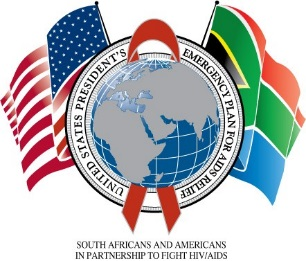 UNITED STATES PRESIDENT'S
EMERGENCY PLAN FOR AIDS RELIEF
SOUTH AFRICANS AND AMERICANS
IN PARTNERSHIP TO FIGHT HIV/AIDS